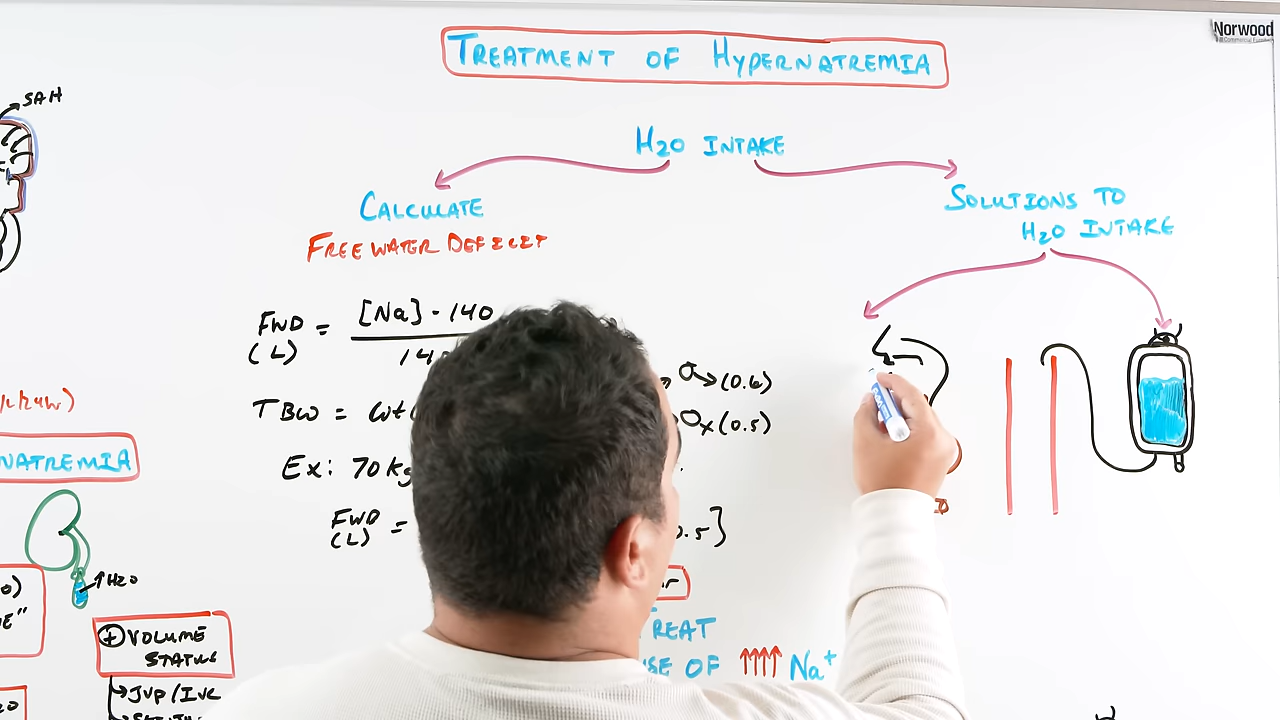 Norwood
TREATMENT OF HYPERNATREMIA
SAH
H2O INTAKE
CALCULATE
FREE WATER DEFICIT
SOLUTIONS TO
H2O INTAKE
FWD = [Na] - 140
(L)
TBW = wt
(0.6)
(0.5)
Ex: 70 kg
FWD =
(L)
0.5]
NATREMIA
↑H2O
TREAT
OF ↑↑↑↑ Na+
+ VOLUME
STATUS
JVP/IVC